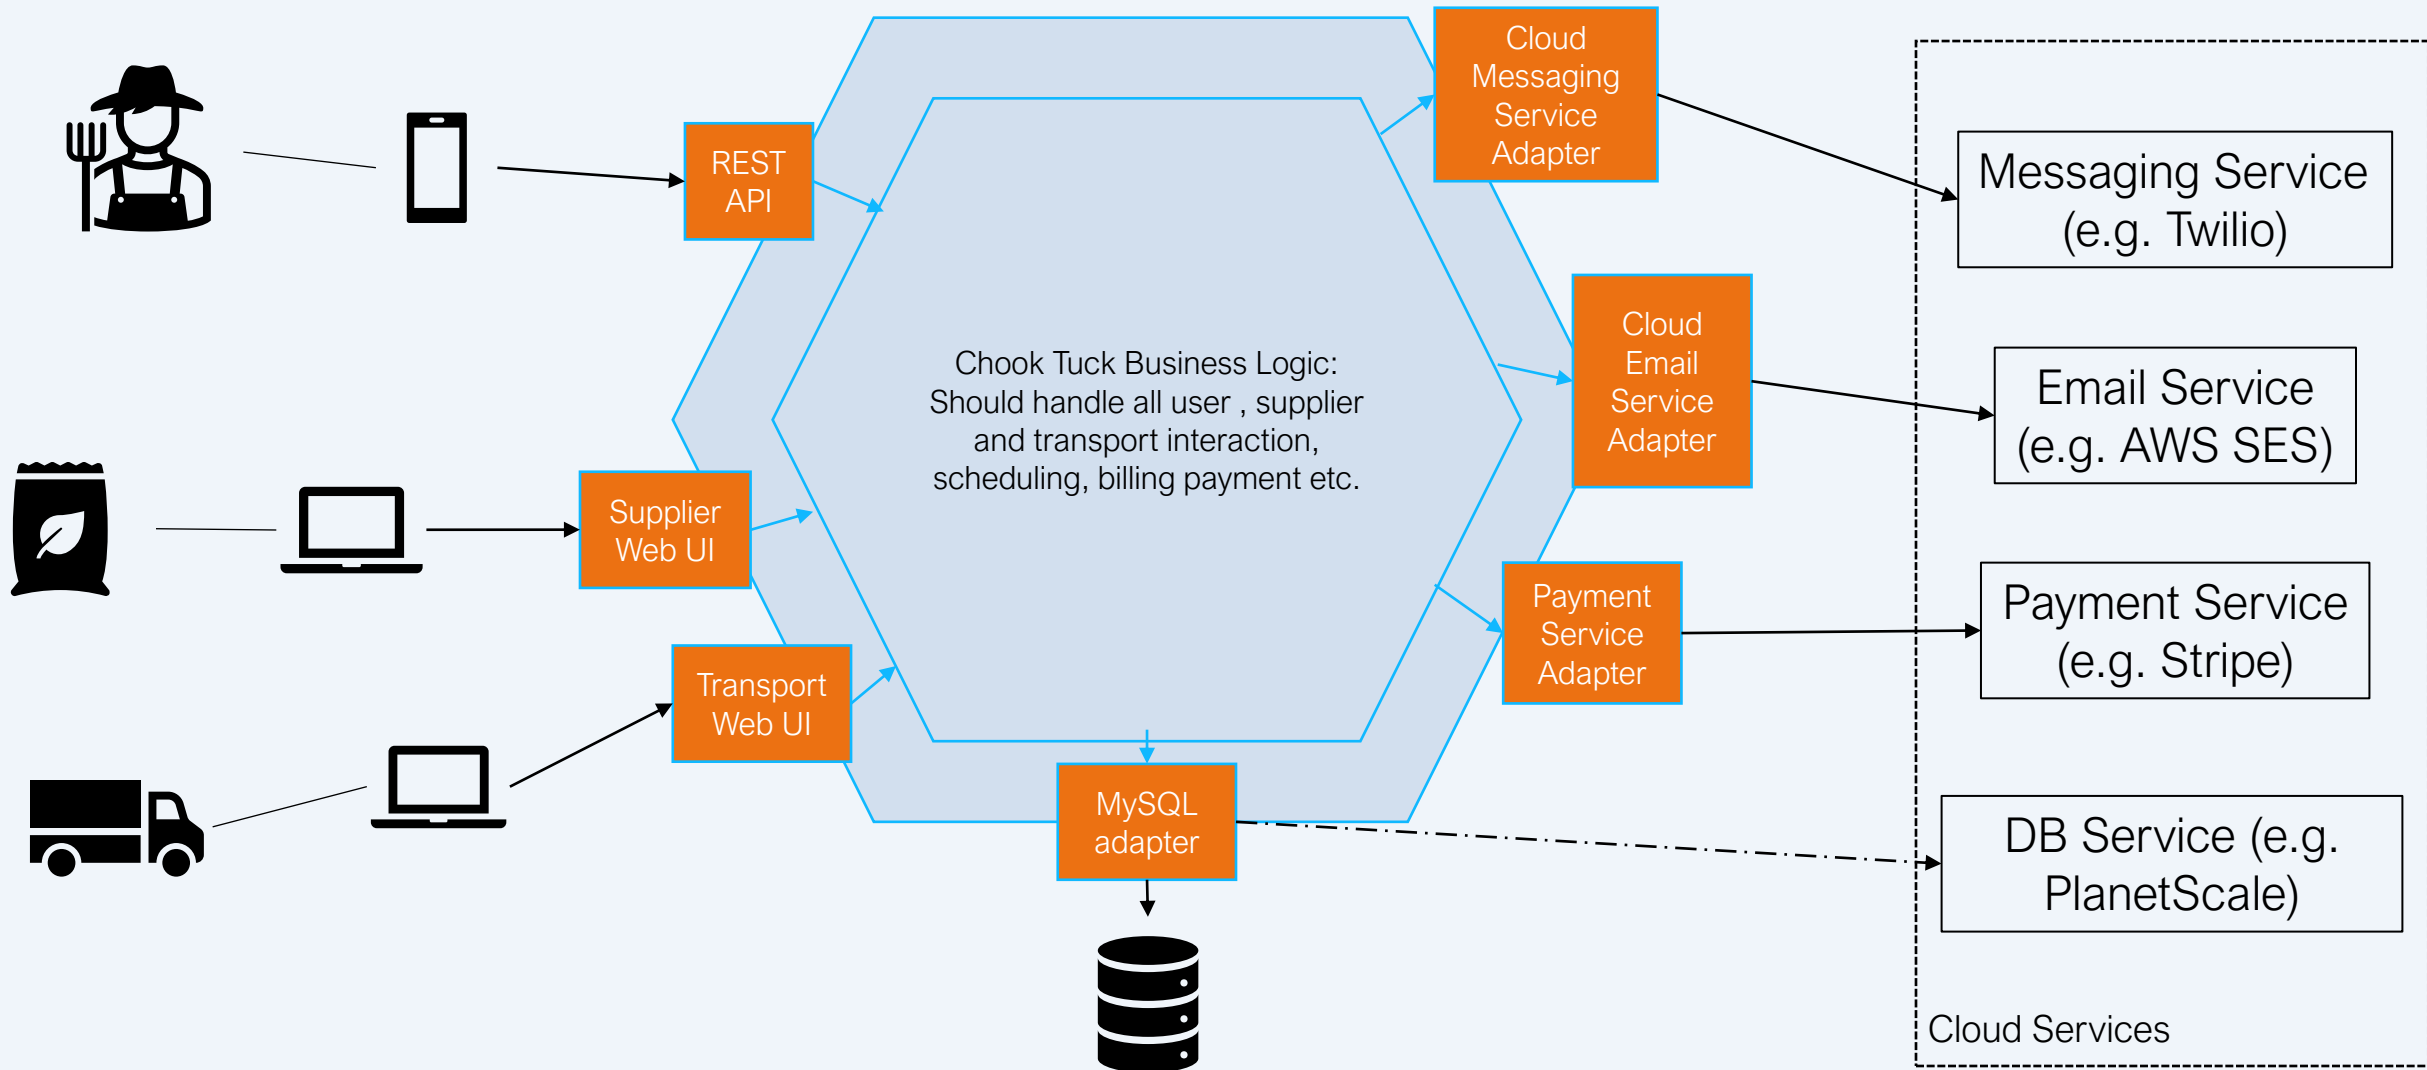 Cloud
Messaging
Service
Adapter
REST
API
Messaging Service
(e.g. Twilio)
Cloud
Email
Service
Adapter
Chook Tuck Business Logic:
Should handle all user , supplier
and transport interaction,
scheduling, billing payment etc.
Email Service
(e.g. AWS SES)
Supplier
Web UI
Payment
Service
Adapter
Payment Service
(e.g. Stripe)
Transport
Web UI
MySQL
adapter
DB Service (e.g.
PlanetScale)
Cloud Services